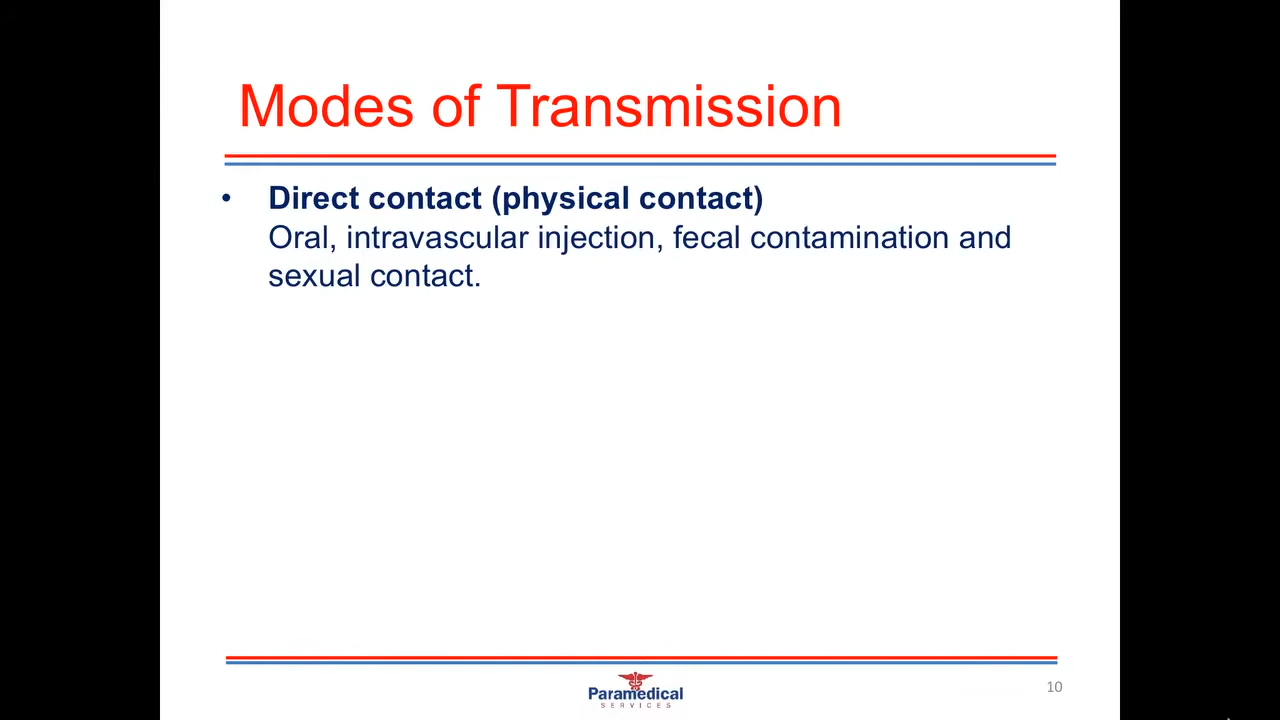 Modes of Transmission
• Direct contact (physical contact)
Oral, intravascular injection, fecal contamination and
sexual contact.
Paramedical
SERVICES
10